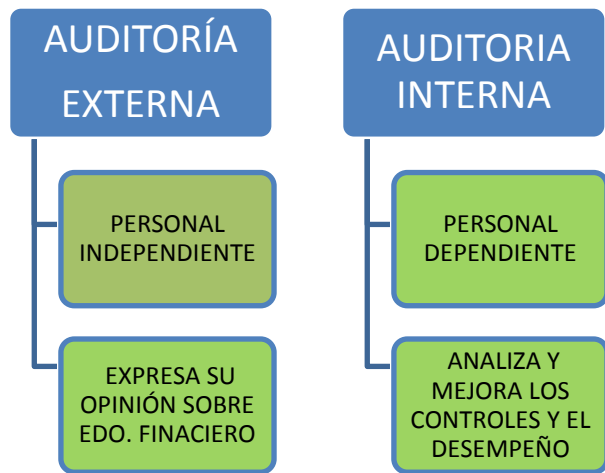 AUDITORÍA
EXTERNA
PERSONAL
INDEPENDIENTE
EXPRESA SU
OPINIÓN SOBRE
EDO. FINACIERO
AUDITORIA
INTERNA
PERSONAL
DEPENDIENTE
ANALIZA Y
MEJORA LOS
CONTROLES Y EL
DESEMPEÑO